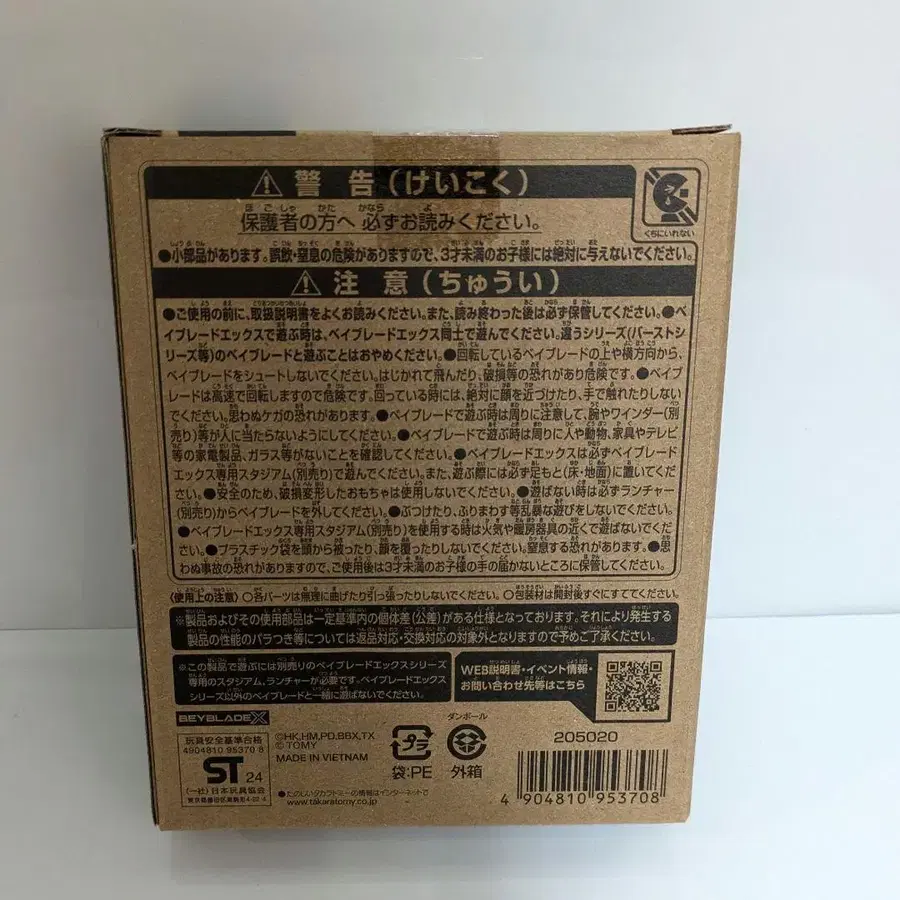 ⚠ 警告(けいこく)
くちにいれない
保護者の方へ 必ずお読みください。
●小部品があります。誤飲・窒息の危険がありますので、3才未満のお子様には絶対に与えないでください。
⚠ 注意(ちゅうい)
●ご使用の前に、取扱説明書をよくお読みください。また、読み終わった後は必ず保管してください。●ベ
イブレードエックスで遊ぶ時は、ベイブレードエックス同士で遊んでください。違うシリーズ(バーストシ
リーズ等)のベイブレードと遊ぶことはおやめください。●回転しているベイブレードの上や横方向から、
ベイブレードをシュートしないでください。はじかれて飛んだり、破損等の恐れがあり危険です。●ベイブ
レードは高速で回転しますので危険です。回っている時には、絶対に顔を近づけたり、手で触れたりしな
いでください。思わぬケガの恐れがあります。●ベイブレードで遊ぶ時は周りに注意して、腕やワインダー(別
売り)等が人に当たらないようにしてください。●ベイブレードで遊ぶ時は周りに人や動物、家具やテレビ
等の家電製品、ガラス等がないことを確認してください。●ベイブレードエックスは必ずベイブレード
エックス専用スタジアム(別売り)で遊んでください。また、遊ぶ際には必ず足もと(床・地面)に置いてくだ
さい。●安全のため、破損変形したおもちゃは使用しないでください。●遊ばない時は必ずランチャー
(別売り)からベイブレードを外してください。●ぶつけたり、ふりまわす等乱暴な遊びをしないでください。
●ベイブレードエックス専用スタジアム(別売り)を使用する時は火気や暖房器具の近くで遊ばないでくだ
さい。●プラスチック袋を頭から被ったり、顔を覆ったりしないでください。窒息する恐れがあります。●思
わぬ事故の恐れがありますので、ご使用後は3才未満のお子様の手の届かないところに保管してください。
〈使用上の注意〉○各パーツは無理に曲げたり引っ張ったりしないでください。○包装材は開封後すぐにすててください。
※製品およびその使用部品は一定基準内の個体差(公差)がある仕様となっております。それにより発生する
製品の性能のバラつき等については返品対応・交換対応の対象外となりますので予めご了承ください。
※この製品で遊ぶには別売りのベイブレードエックスシリーズ
専用のスタジアム、ランチャーが必要です。ベイブレードエックス
シリーズ以外のベイブレードと一緒に遊ばないでください。
WEB説明書・イベント情報・
お問い合わせ先等はこちら
BEYBLADE X
玩具安全基準合格
4904810 95370 8
ST 24
(一社)日本玩具協会
東京都墨田区東駒形4-22-4
©HK,HM,PD,BBX,TX
© TOMY
MADE IN VIETNAM
プラ
袋:PE
ダンボール
外箱
●たのしいタカラトミーの情報はインターネットで
www.takaratomy.co.jp
205020
4 904810 953708